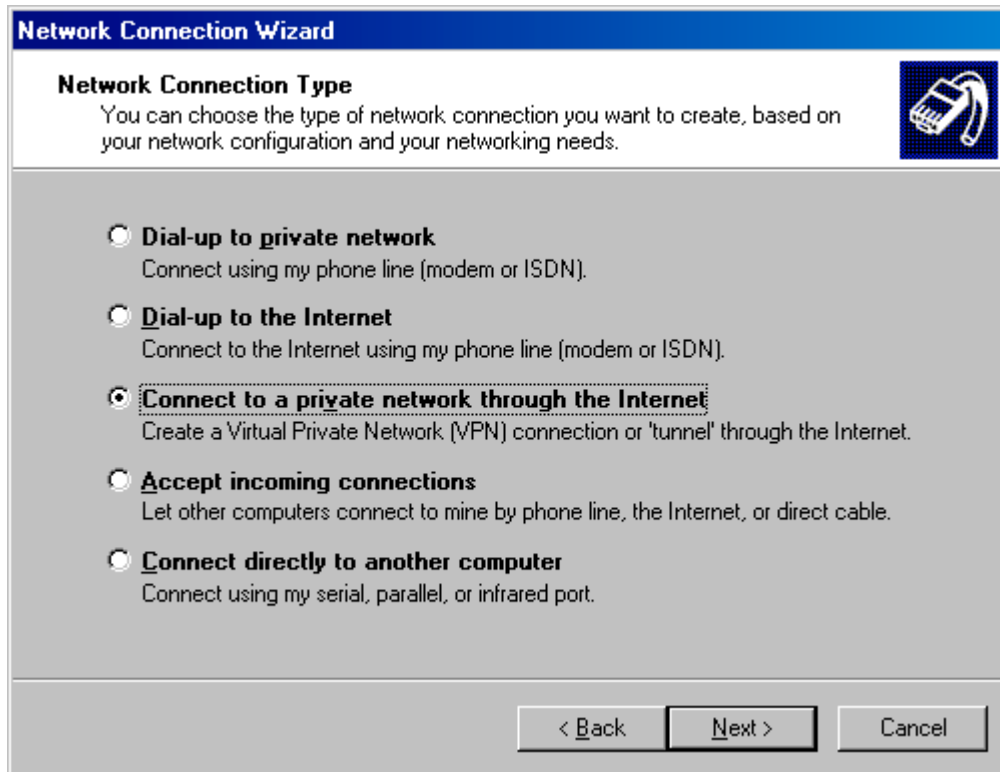 Network Connection Wizard
Network Connection Type
You can choose the type of network connection you want to create, based on
your network configuration and your networking needs.
Dial-up to private network
Connect using my phone line (modem or ISDN).
Dial-up to the Internet
Connect to the Internet using my phone line (modem or ISDN).
Connect to a private network through the Internet
Create a Virtual Private Network (VPN) connection or 'tunnel' through the Internet.
Accept incoming connections
Let other computers connect to mine by phone line, the Internet, or direct cable.
Connect directly to another computer
Connect using my serial, parallel, or infrared port.
< Back Next > Cancel